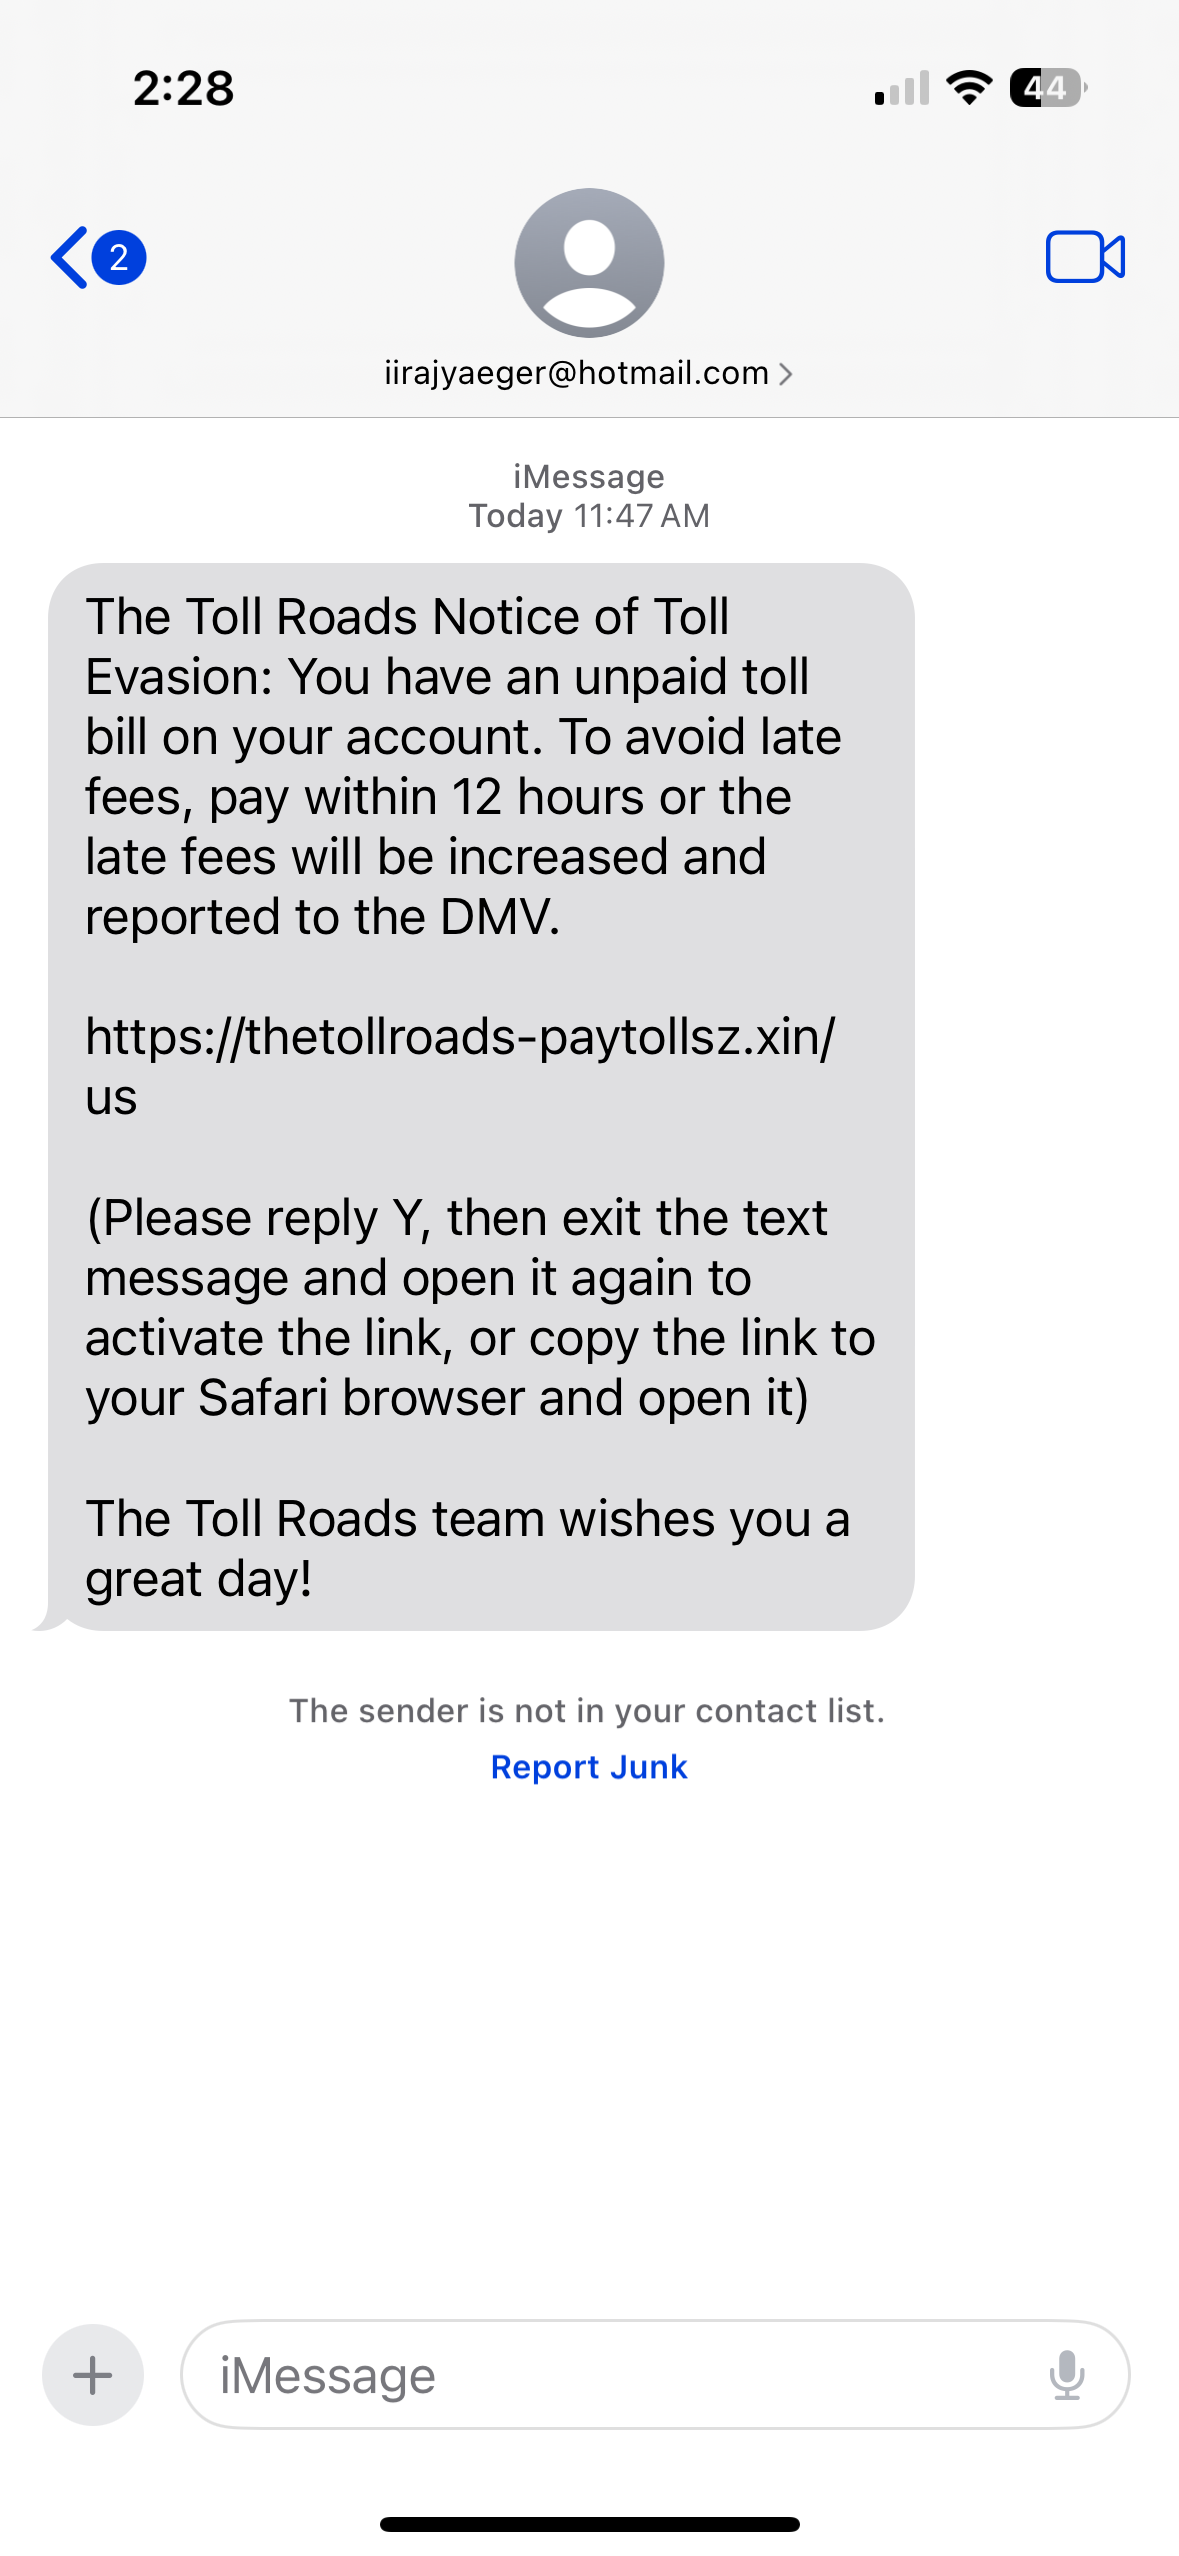 2:28
44
2
iirajyaeger@hotmail.com
iMessage
Today 11:47 AM
The Toll Roads Notice of Toll
Evasion: You have an unpaid toll
bill on your account. To avoid late
fees, pay within 12 hours or the
late fees will be increased and
reported to the DMV.
https://thetollroads-paytollsz.xin/
us
(Please reply Y, then exit the text
message and open it again to
activate the link, or copy the link to
your Safari browser and open it)
The Toll Roads team wishes you a
great day!
The sender is not in your contact list.
Report Junk
iMessage